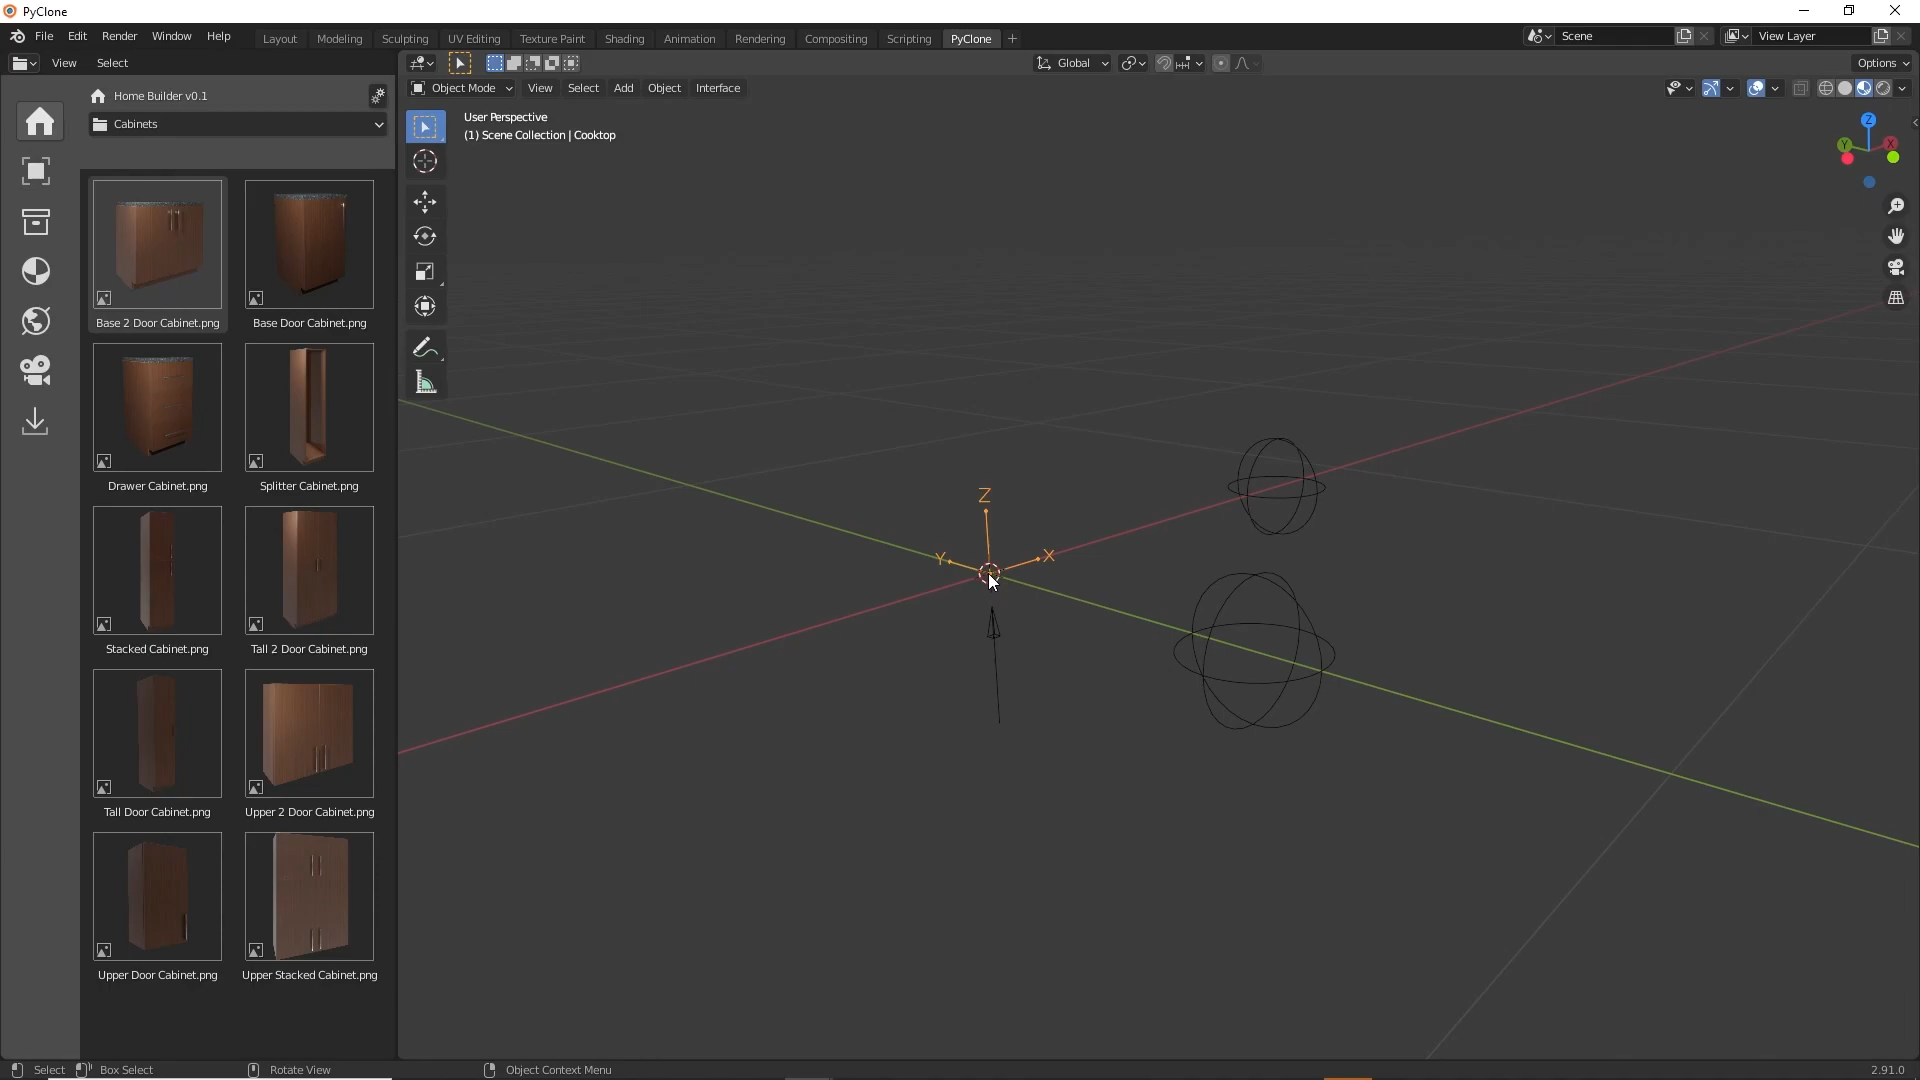 PyClone
File Edit Render Window Help Layout Modeling Sculpting UV Editing Texture Paint Shading Animation Rendering Compositing Scripting PyClone + Scene View Layer
View Select Global Options
Object Mode View Select Add Object Interface
Home Builder v0.1
Cabinets
User Perspective
(1) Scene Collection | Cooktop
Z
Y X
Base 2 Door Cabinet.png Base Door Cabinet.png
Drawer Cabinet.png Splitter Cabinet.png
Z
Y X
Stacked Cabinet.png Tall 2 Door Cabinet.png
Tall Door Cabinet.png Upper 2 Door Cabinet.png
Upper Door Cabinet.png Upper Stacked Cabinet.png
Select Box Select Rotate View Object Context Menu 2.91.0